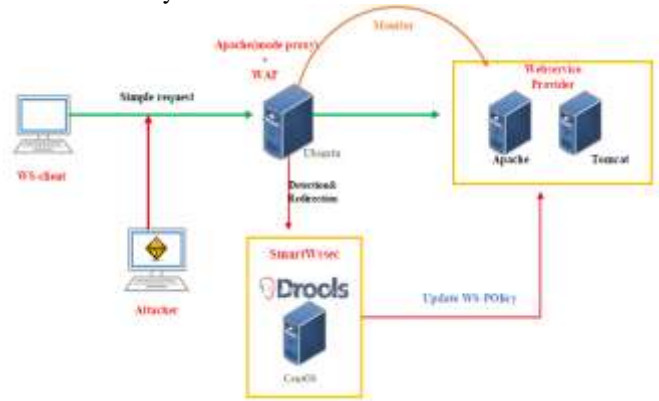 Monitor
Apache(mode proxy)
+
WAF
Webservice
Provider
Simple request
Ubuntu
Apache
Tomcat
WS-client
Detection&
Redirection
SmartWssec
Drools
Attacker
Update WS-POlicy
CentOS